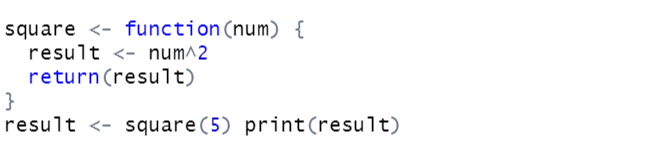 square <- function(num) {
  result <- num^2
  return(result)
}
result <- square(5) print(result)